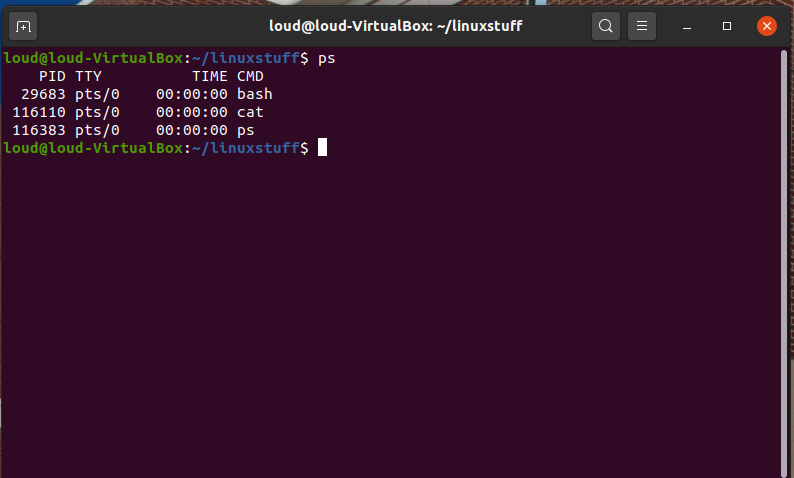 loud@loud-VirtualBox: ~/linuxstuff
loud@loud-VirtualBox:~/linuxstuff$ ps
    PID TTY          TIME CMD
  29683 pts/0    00:00:00 bash
 116110 pts/0    00:00:00 cat
 116383 pts/0    00:00:00 ps
loud@loud-VirtualBox:~/linuxstuff$